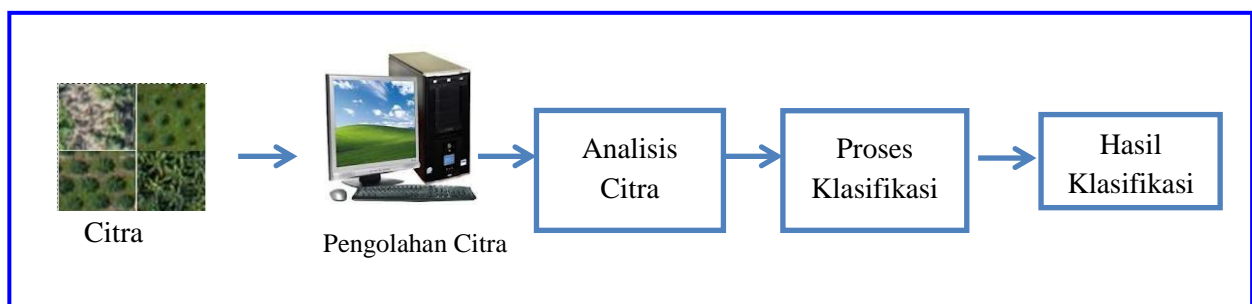 Citra
Pengolahan Citra
Analisis
Citra
Proses
Klasifikasi
Hasil
Klasifikasi